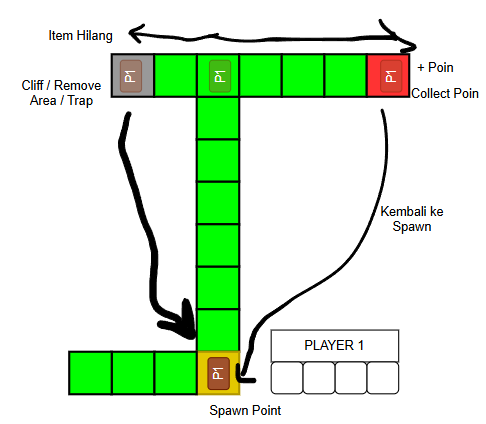 Item Hilang
P1
P1
P1
+ Poin
Cliff / Remove
Area / Trap
Collect Poin
Kembali ke
Spawn
PLAYER 1
P1
Spawn Point